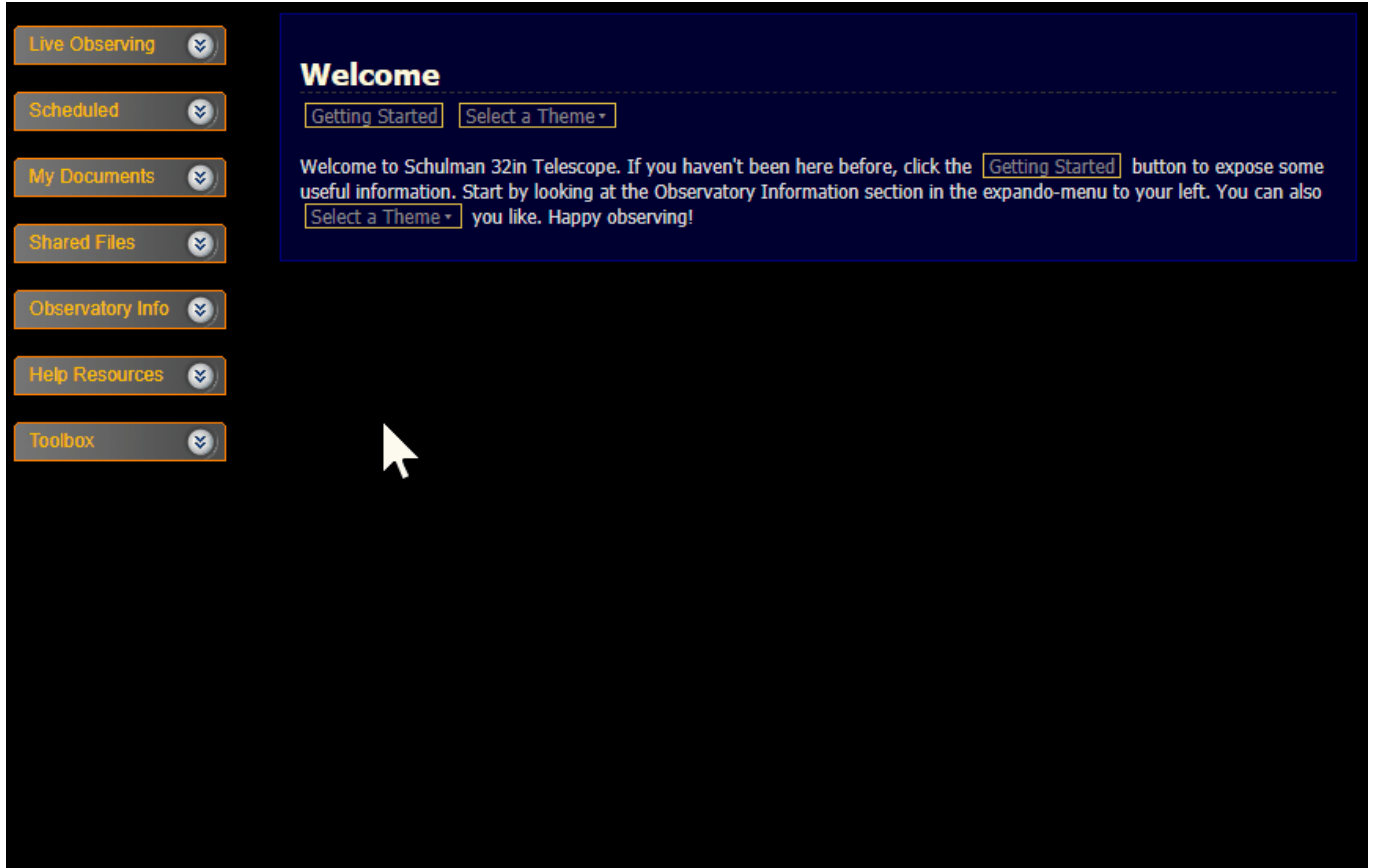 Live Observing
Scheduled
My Documents
Shared Files
Observatory Info
Help Resources
Toolbox
Welcome
Getting Started Select a Theme
Welcome to Schulman 32in Telescope. If you haven't been here before, click the Getting Started button to expose some
useful information. Start by looking at the Observatory Information section in the expando-menu to your left. You can also
Select a Theme you like. Happy observing!